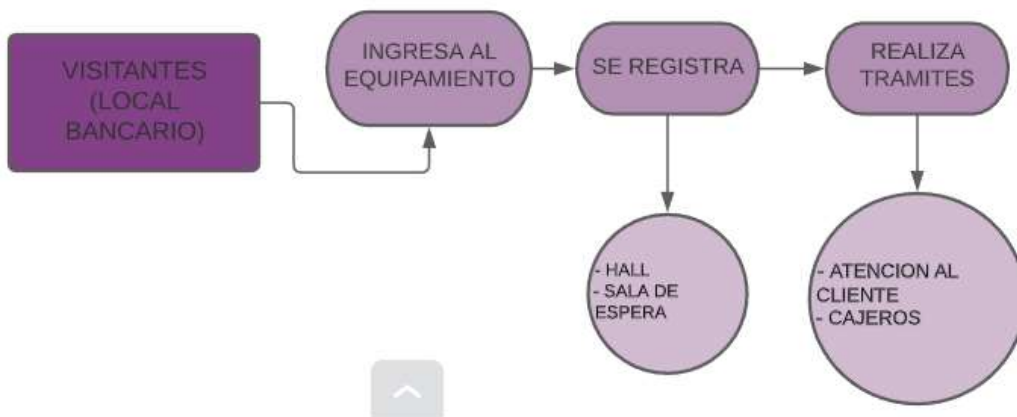 VISITANTES
(LOCAL
BANCARIO)
INGRESA AL
EQUIPAMIENTO
SE REGISTRA
REALIZA
TRAMITES
- HALL
- SALA DE
ESPERA
- ATENCION AL
CLIENTE
- CAJEROS